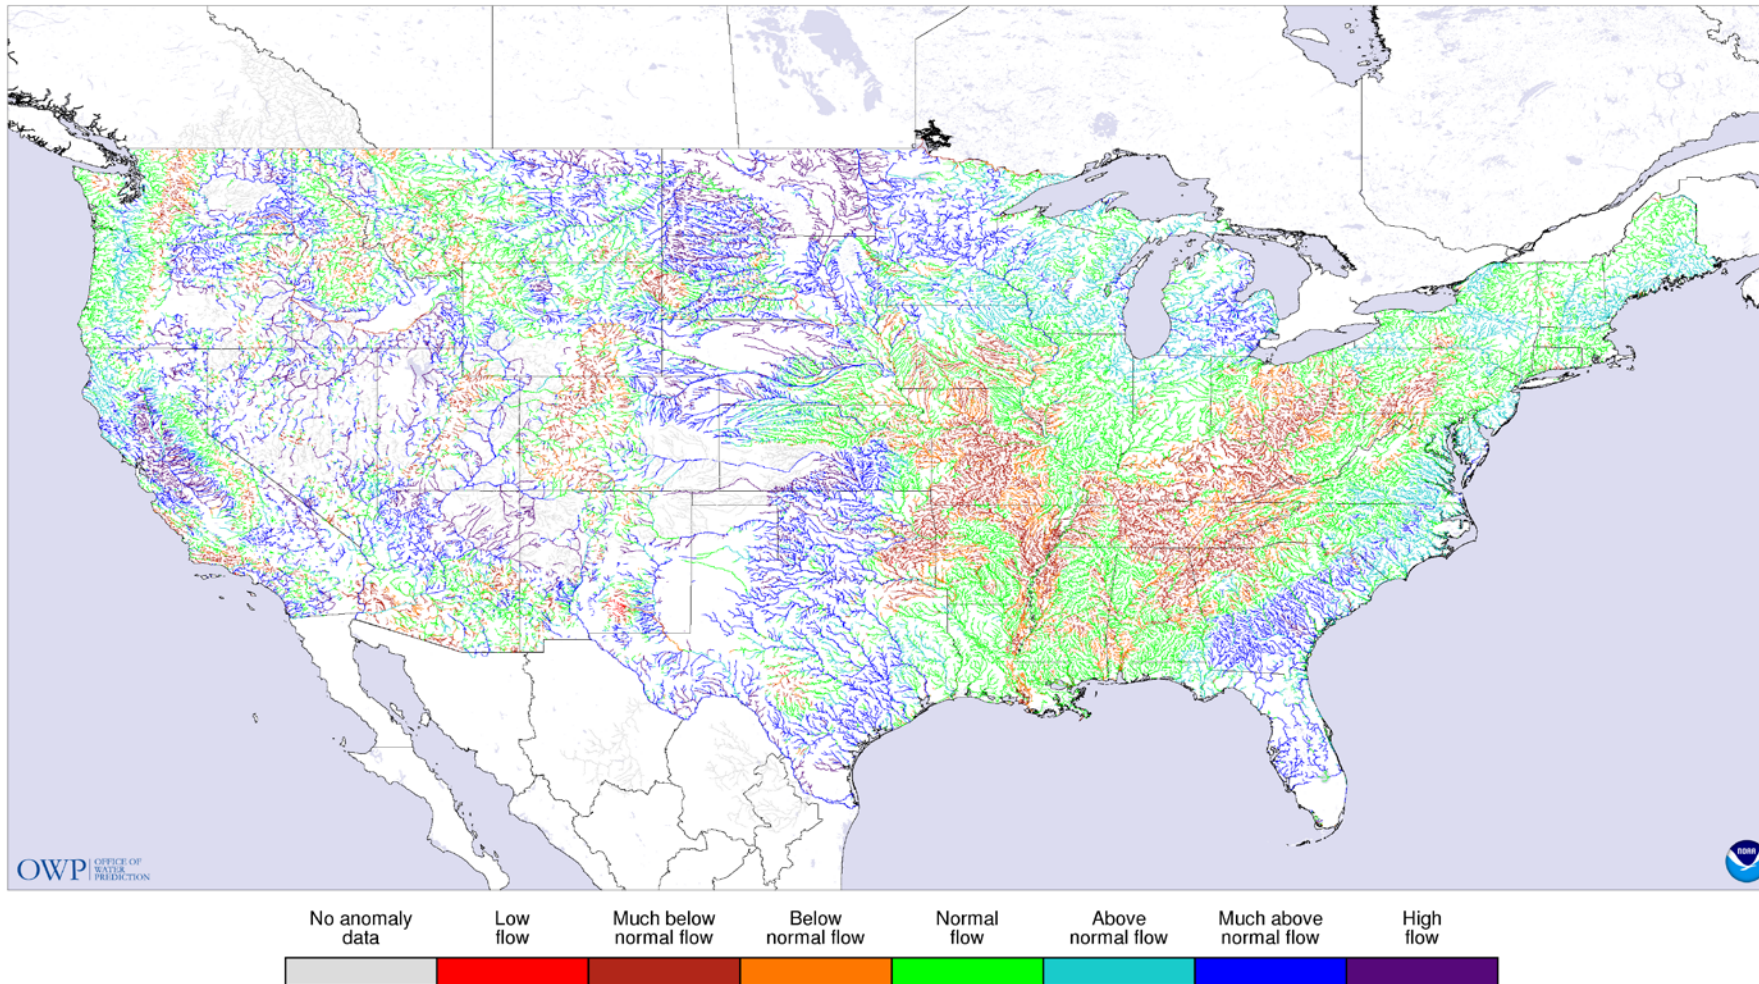 OWP OFFICE OF
WATER
PREDICTION
NOAA
No anomaly
data
Low
flow
Much below
normal flow
Below
normal flow
Normal
flow
Above
normal flow
Much above
normal flow
High
flow